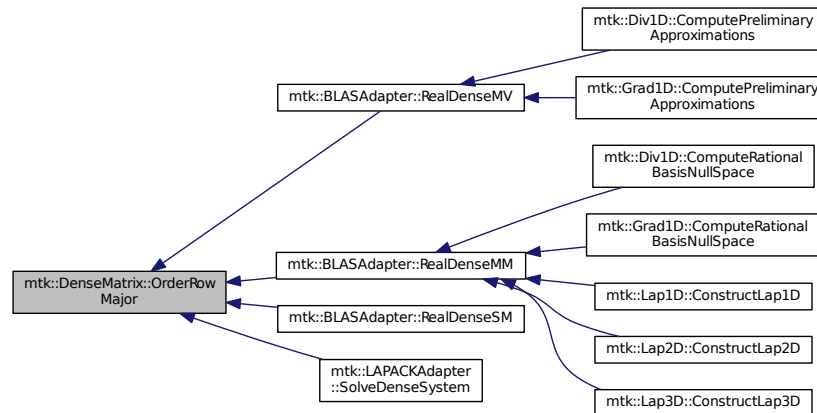 mtk::Div1D::ComputePreliminary
Approximations
mtk::BLASAdapter::RealDenseMV
mtk::Grad1D::ComputePreliminary
Approximations
mtk::Div1D::ComputeRational
BasisNullSpace
mtk::Grad1D::ComputeRational
BasisNullSpace
mtk::BLASAdapter::RealDenseMM
mtk::DenseMatrix::OrderRow
Major
mtk::Lap1D::ConstructLap1D
mtk::BLASAdapter::RealDenseSM
mtk::Lap2D::ConstructLap2D
mtk::LAPACKAdapter
::SolveDenseSystem
mtk::Lap3D::ConstructLap3D